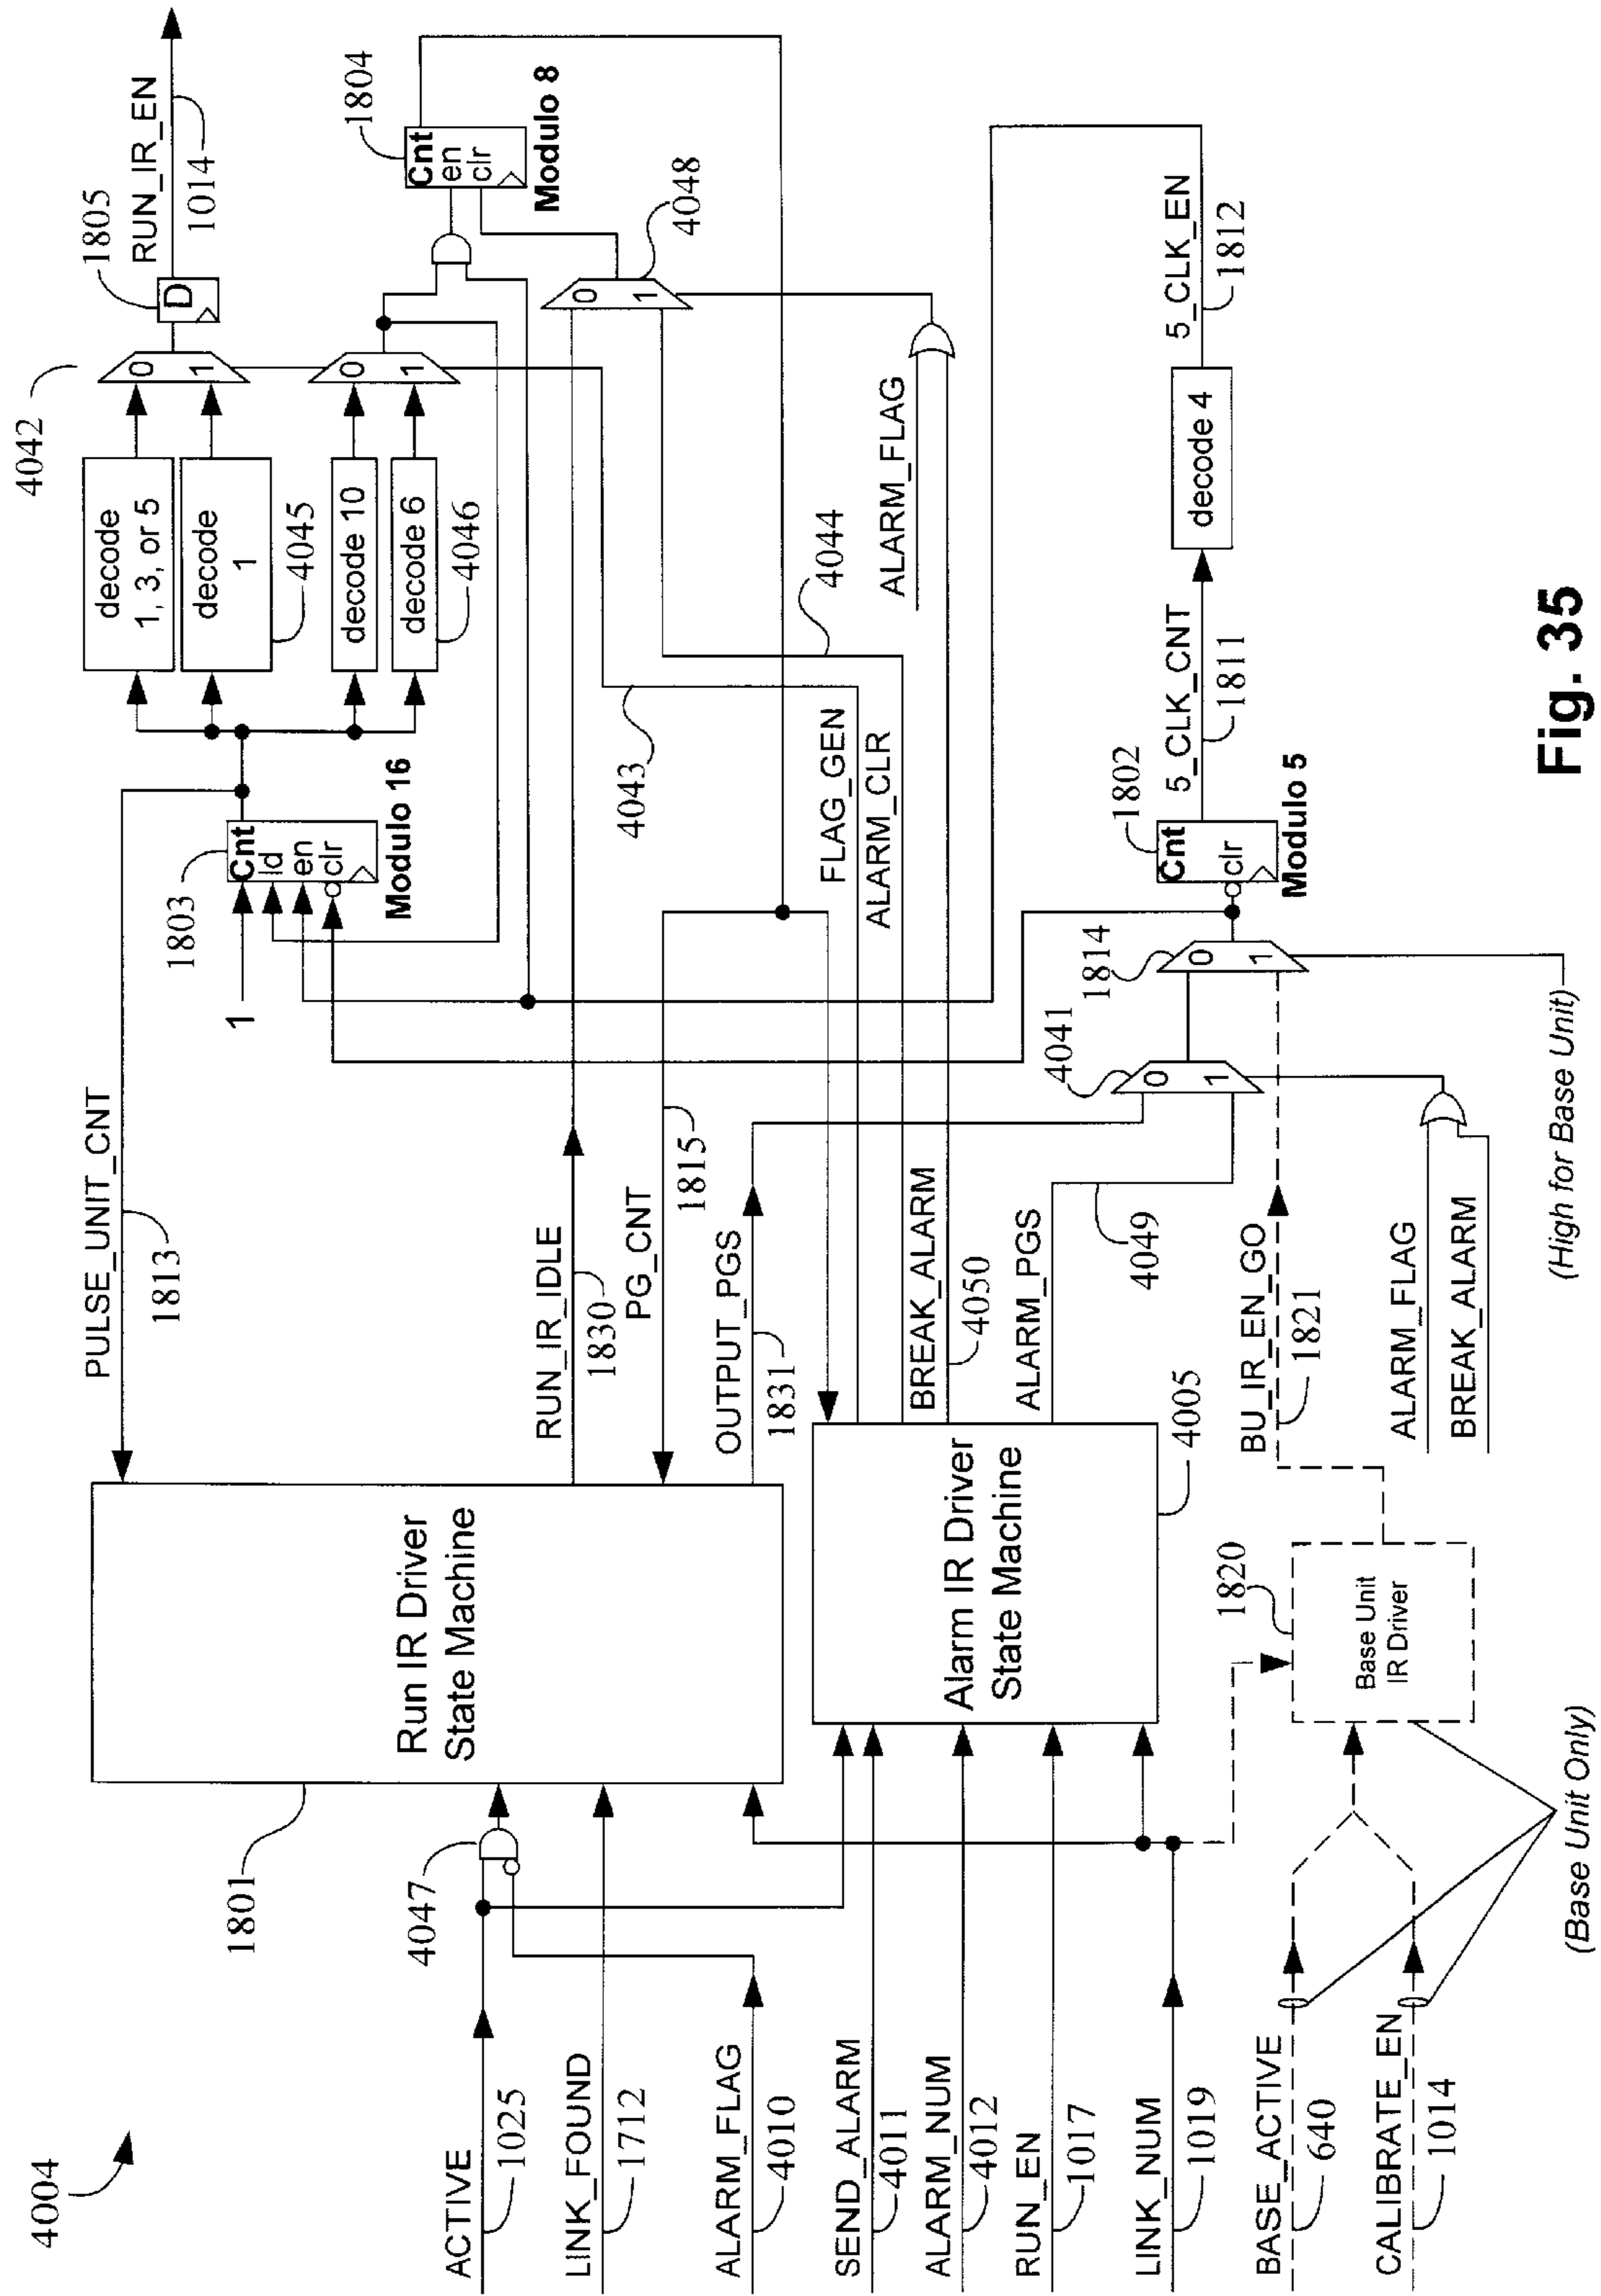 4004
ACTIVE
1025
LINK_FOUND
1712
ALARM_FLAG
4010
SEND_ALARM
4011
ALARM_NUM
4012
RUN_EN
1017
LINK_NUM
1019
BASE_ACTIVE
640
CALIBRATE_EN
1014
(Base Unit Only)
4047
1801
Run IR Driver
State Machine
Alarm IR Driver
State Machine
4005
1820
Base Unit
IR Driver
PULSE_UNIT_CNT
1813
RUN_IR_IDLE
1830
PG_CNT
1815
OUTPUT_PGS
1831
BREAK_ALARM
4050
ALARM_PGS
4049
BU_IR_EN_GO
1821
ALARM_FLAG
BREAK_ALARM
(High for Base Unit)
4041
0
1
1814
0
1
1802
Cnt
clr
Modulo 5
5_CLK_CNT
1811
decode 4
5_CLK_EN
1812
FLAG_GEN
ALARM_CLR
4043
4044
ALARM_FLAG
1
1803
Cnt
ld
en
clr
Modulo 16
decode
1, 3, or 5
decode
1
4045
decode 10
decode 6
4046
4042
0
1
0
1
1805
D
RUN_IR_EN
1014
1804
Cnt
en
clr
Modulo 8
4048
0
1
Fig. 35